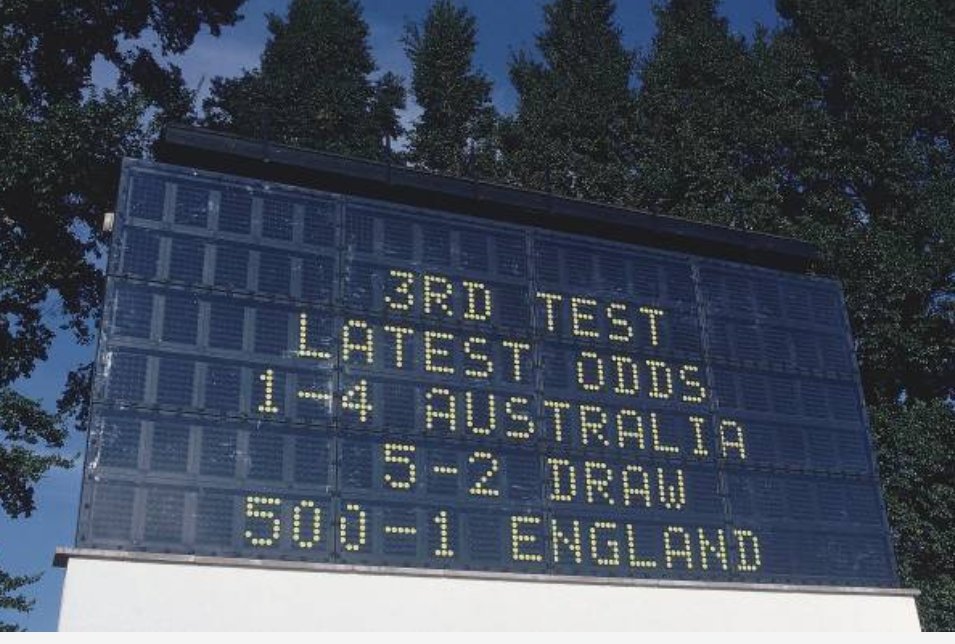 3RD TEST
LATEST ODDS
1-4 AUSTRALIA
5-2 DRAW
500-1 ENGLAND